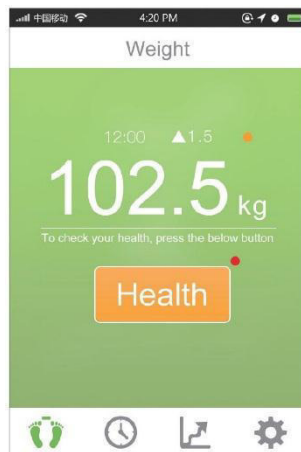 中国移动 4:20 PM
Weight
12:00 ▲1.5
102.5 kg
To check your health, press the below button
Health